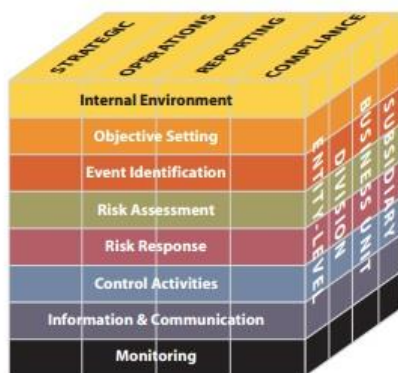 STRATEGIC
OPERATIONS
REPORTING
COMPLIANCE
Internal Environment
Objective Setting
Event Identification
Risk Assessment
Risk Response
Control Activities
Information & Communication
Monitoring
ENTITY-LEVEL
DIVISION
BUSINESS UNIT
SUBSIDIARY